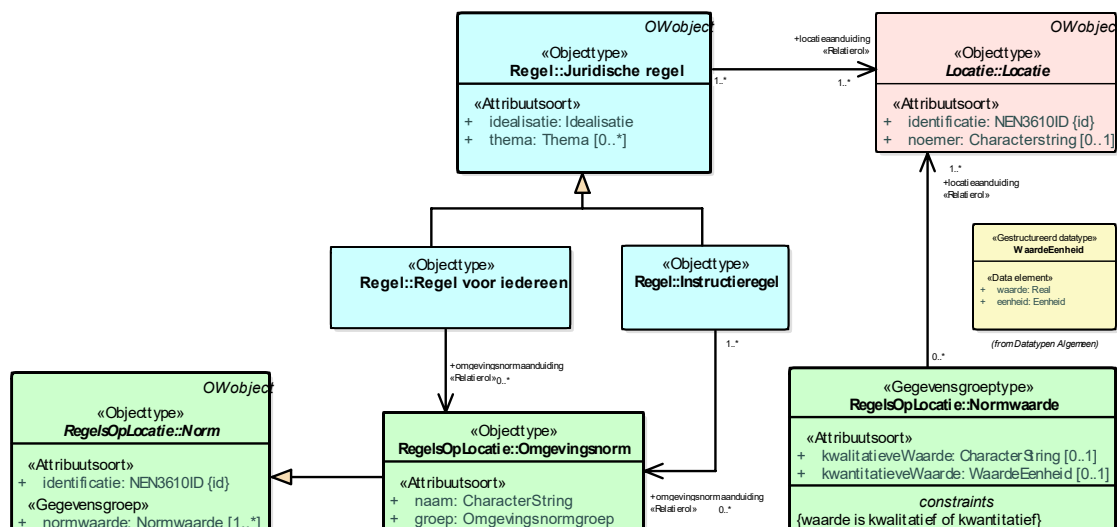 OWobject
«Objecttype»
Regel::Juridische regel
«Attribuutsoort»
+ idealisatie: Idealisatie
+ thema: Thema [0..*]
+locatieaanduiding
«Relatierol»
1..*
1..*
OWobjec
«Objecttype»
Locatie::Locatie
«Attribuutsoort»
+ identificatie: NEN3610ID {id}
+ noemer: Characterstring [0..1]
1..*
+locatieaanduiding
«Relatierol»
«Objecttype»
Regel::Regel voor iedereen
«Objecttype»
Regel::Instructieregel
«Gestructureerd datatype»
WaardeEenheid
«Data element»
+ waarde: Real
+ eenheid: Eenheid
(from Datatypen Algemeen)
+omgevingsnormaanduiding
«Relatierol» 0..*
1..*
0..*
OWobject
«Objecttype»
RegelsOpLocatie::Norm
«Attribuutsoort»
+ identificatie: NEN3610ID {id}
«Gegevensgroep»
+ normwaarde: Normwaarde [1..*]
«Objecttype»
RegelsOpLocatie::Omgevingsnorm
«Attribuutsoort»
+ naam: CharacterString
+ groep: Omgevingsnormgroep
+omgevingsnormaanduiding
«Relatierol» 0..*
«Gegevensgroeptype»
RegelsOpLocatie::Normwaarde
«Attribuutsoort»
+ kwalitatieveWaarde: CharacterString [0..1]
+ kwantitatieveWaarde: WaardeEenheid [0..1]
constraints
{waarde is kwalitatief of kwantitatief}